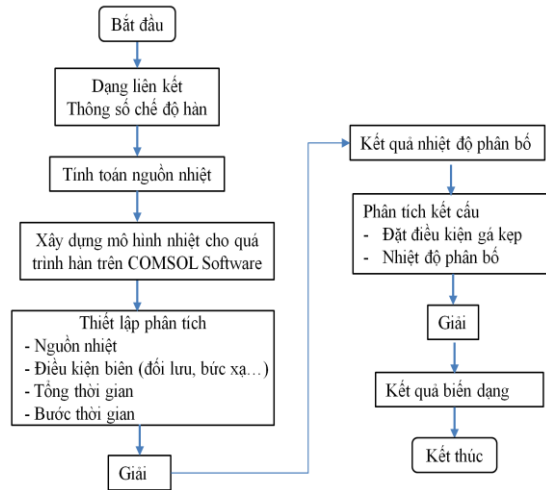 Bắt đầu
Dạng liên kết
Thông số chế độ hàn
Tính toán nguồn nhiệt
Xây dựng mô hình nhiệt cho quá
trình hàn trên COMSOL Software
Thiết lập phân tích
- Nguồn nhiệt
- Điều kiện biên (đối lưu, bức xạ…)
- Tổng thời gian
- Bước thời gian
Giải
Kết quả nhiệt độ phân bố
Phân tích kết cấu
- Đặt điều kiện gá kẹp
- Nhiệt độ phân bố
Giải
Kết quả biến dạng
Kết thúc